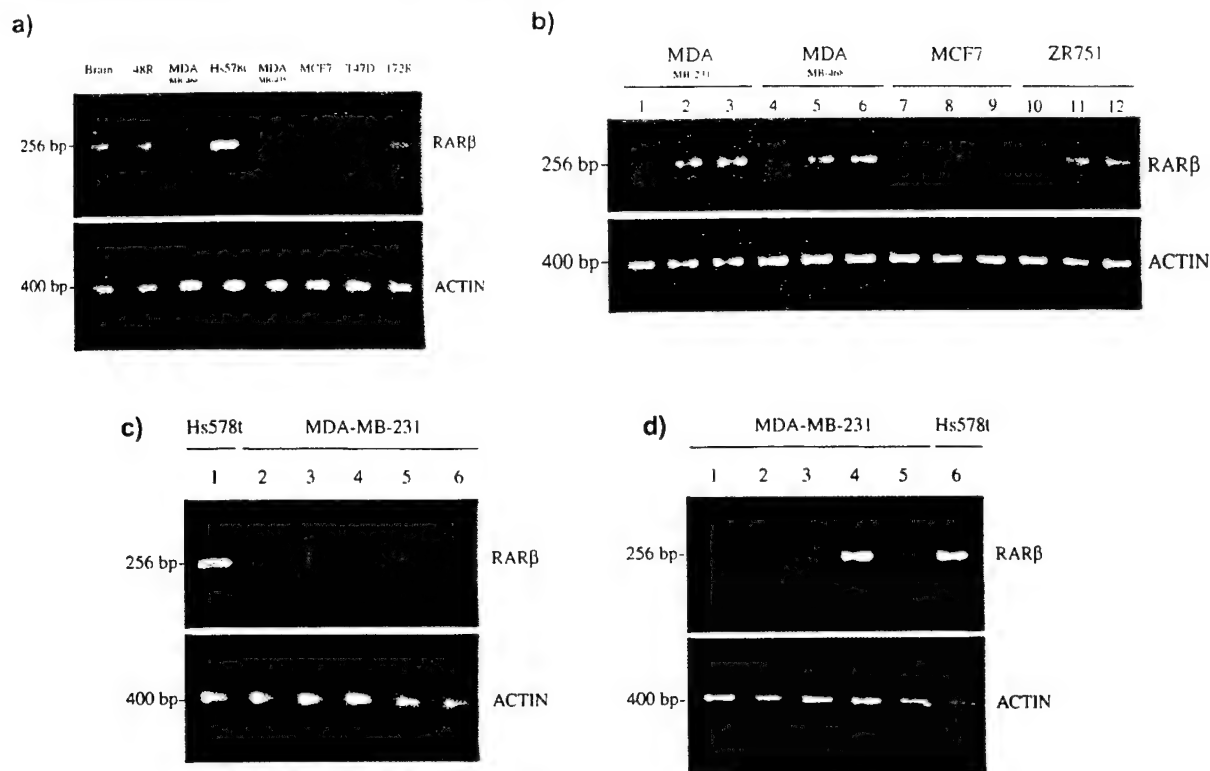 a)
Brain 48R MDA Hs578t MDA MCF7 T47D 172R
256 bp RARβ
400 bp ACTIN
b)
MDA MDA MCF7 ZR751
MB-231 MB-468
1 2 3 4 5 6 7 8 9 10 11 12
256 bp RARβ
400 bp ACTIN
c)
Hs578t MDA-MB-231
1 2 3 4 5 6
256 bp RARβ
400 bp ACTIN
d)
MDA-MB-231 Hs578t
1 2 3 4 5 6
256 bp RARβ
400 bp ACTIN